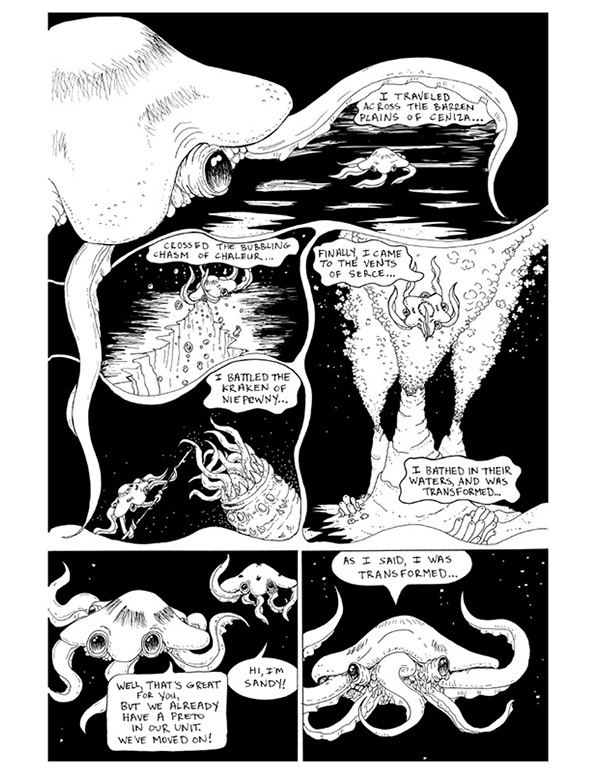 I TRAVELED
ACROSS THE BARREN
PLAINS OF CENIZA...
CROSSED THE BUBBLING
CHASM OF CHALEUR...
FINALLY, I CAME
TO THE VENTS
OF SERCE...
I BATTLED THE
KRAKEN OF
NIEPEWNY...
I BATHED IN THEIR
WATERS, AND WAS
TRANSFORMED...
WELL, THAT'S GREAT
FOR YOU,
BUT WE ALREADY
HAVE A PRETO
IN OUR UNIT.
WE'VE MOVED ON!
HI, I'M
SANDY!
AS I SAID, I WAS
TRANSFORMED...